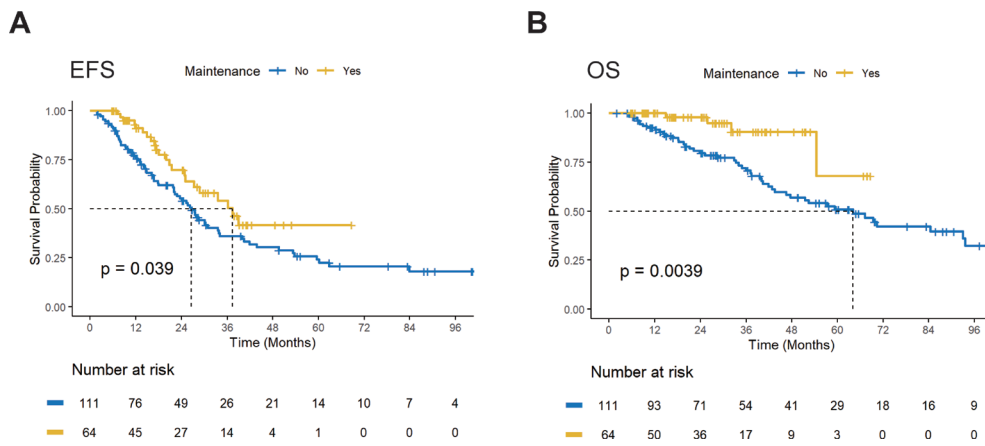 A
EFS
Maintenance No Yes
Survival Probability
1.00
0.75
0.50
0.25
0.00
p = 0.039
0 12 24 36 48 60 72 84 96
Time (Months)
Number at risk
111 76 49 26 21 14 10 7 4
64 45 27 14 4 1 0 0 0
B
OS
Maintenance No Yes
Survival Probability
1.00
0.75
0.50
0.25
0.00
p = 0.0039
0 12 24 36 48 60 72 84 96
Time (Months)
Number at risk
111 93 71 54 41 29 18 16 9
64 50 36 17 9 3 0 0 0